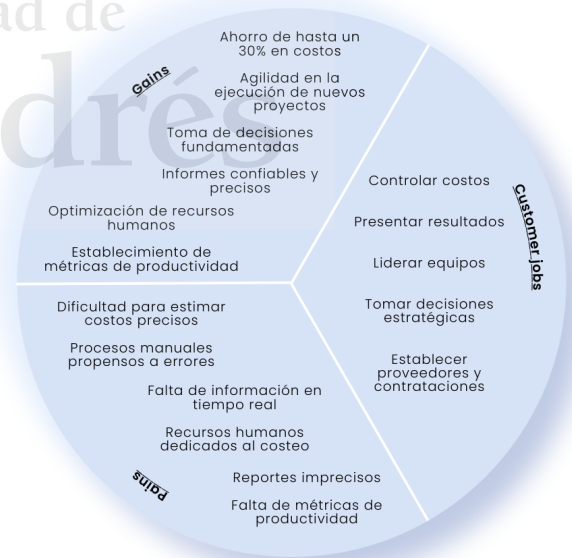 ad de
drés
Gains
Ahorro de hasta un
30% en costos
Agilidad en la
ejecución de nuevos
proyectos
Toma de decisiones
fundamentadas
Informes confiables y
precisos
Optimización de recursos
humanos
Establecimiento de
métricas de productividad
Customer jobs
Controlar costos
Presentar resultados
Liderar equipos
Tomar decisiones
estratégicas
Establecer
proveedores y
contrataciones
Dificultad para estimar
costos precisos
Procesos manuales
propensos a errores
Falta de información en
tiempo real
Recursos humanos
dedicados al costeo
Reportes imprecisos
Falta de métricas de
productividad
Pains